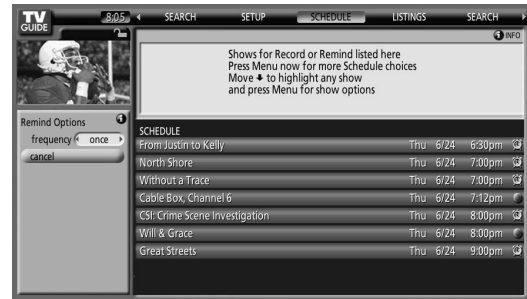 TV
GUIDE
8:05 SEARCH SETUP SCHEDULE LISTINGS SEARCH
INFO
Shows for Record or Remind listed here
Press Menu now for more Schedule choices
Move to highlight any show
and press Menu for show options
Remind Options
frequency once
cancel
SCHEDULE
From Justin to Kelly Thu 6/24 6:30pm
North Shore Thu 6/24 7:00pm
Without a Trace Thu 6/24 7:00pm
Cable Box, Channel 6 Thu 6/24 7:12pm
CSI: Crime Scene Investigation Thu 6/24 8:00pm
Will & Grace Thu 6/24 8:00pm
Great Streets Thu 6/24 9:00pm